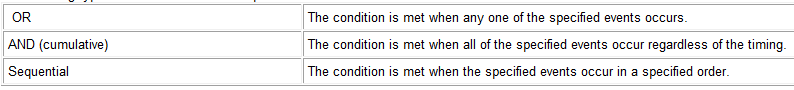 OR The condition is met when any one of the specified events occurs.
AND (cumulative) The condition is met when all of the specified events occur regardless of the timing.
Sequential The condition is met when the specified events occur in a specified order.